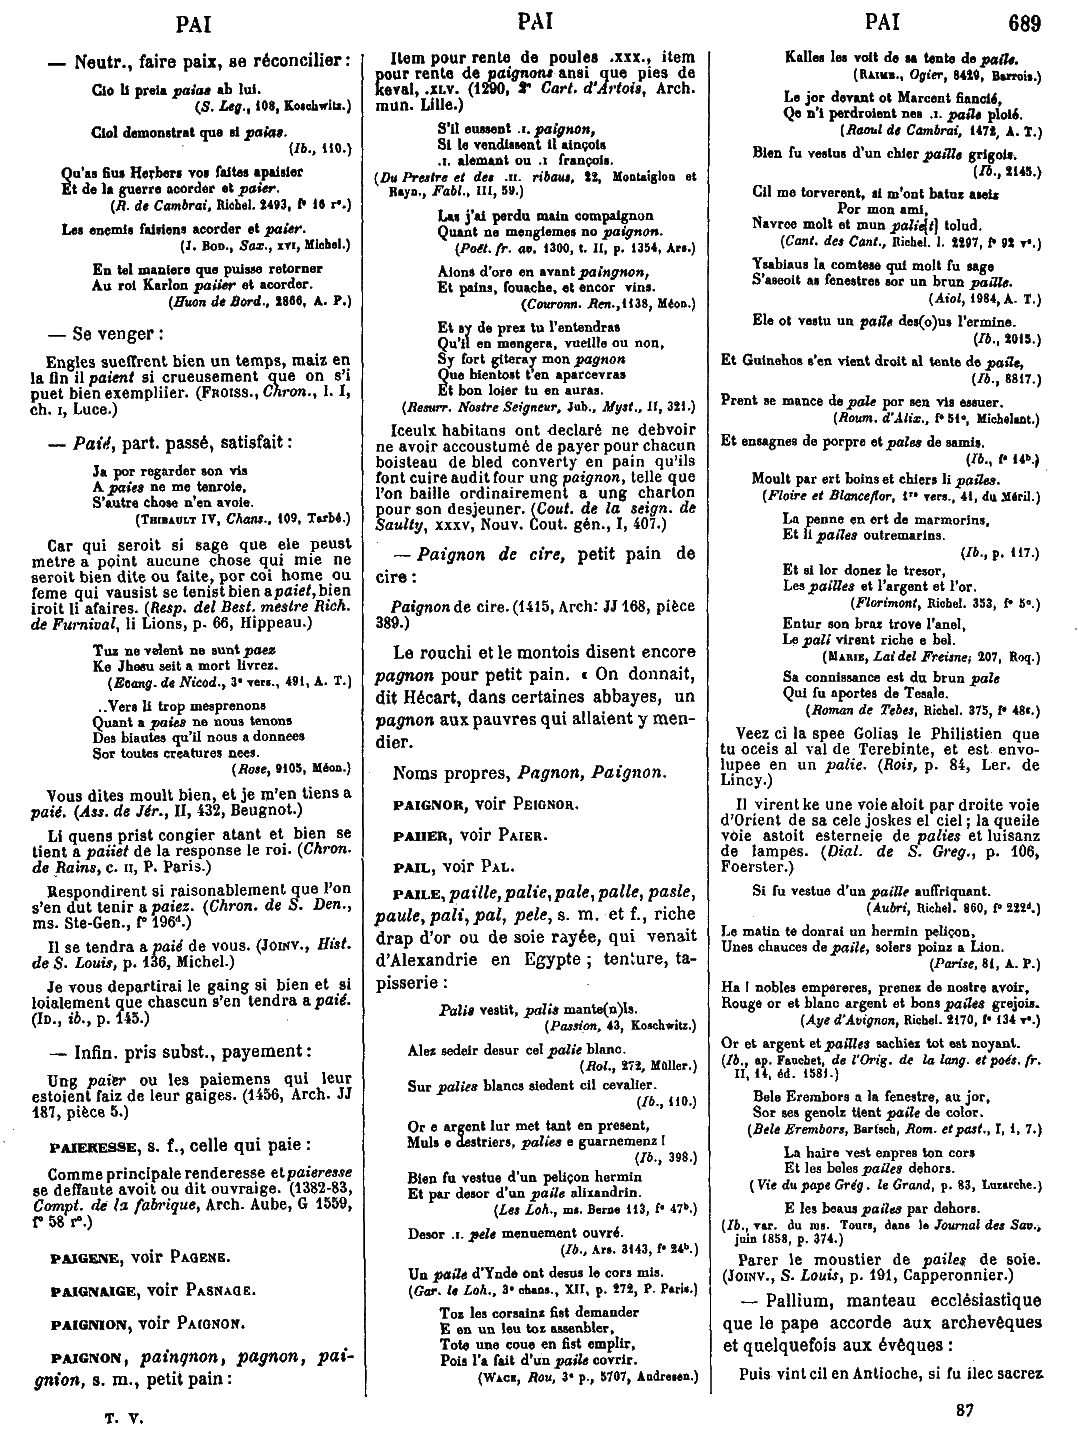 PAI PAI PAI 689
— Neutr., faire paix, se réconcilier :
Cio li preia paias ab lui.
(S. Leg., 108, Koschwitz.)
Ciol demonstrat que si paias.
(Ib., 110.)
Qu'as fius Herbers vos faites apaisier
Et de la guerre acorder et paier.
(R. de Cambrai, Richel. 2493, f° 16 r°.)
Les enemis faisiens acorder et paier.
(J. Bod., Sax., xvi, Michel.)
En tel maniere que puisse retorner
Au roi Karlon paiier et acorder.
(Huon de Bord., 2866, A. P.)
— Se venger :
Engles sueffrent bien un temps, maiz en
la fin il paient si crueusement que on s'i
puet bien exempliier. (Froiss., Chron., l. I,
ch. i, Luce.)
— Paié, part. passé, satisfait :
Ja por regarder son vis
A paies ne me tenroie,
S'autre chose n'en avoie.
(Thibault IV, Chans., 109, Tarbé.)
Car qui seroit si sage que ele peust
metre a point aucune chose qui mie ne
seroit bien dite ou faite, por coi home ou
feme qui vausist se tenist bien a paiet, bien
iroit li afaires. (Resp. del Best. mestre Rich.
de Furnival, li Lions, p. 66, Hippeau.)
Tuz ne velent ne sunt paez
Ke Jhesu seit a mort livrez.
(Evang. de Nicod., 3e vers., 491, A. T.)
..Vers li trop mesprenons
Quant a paies ne nous tenons
Des biautes qu'il nous a donnees
Sor toutes creatures nees.
(Rose, 9105, Méon.)
Vous dites moult bien, et je m'en tiens a
paié. (Ass. de Jér., II, 432, Beugnot.)
Li quens prist congier atant et bien se
tient a paiiet de la response le roi. (Chron.
de Rains, c. ii, P. Paris.)
Respondirent si raisonablement que l'on
s'en dut tenir a paiez. (Chron. de S. Den.,
ms. Ste-Gen., f° 196d.)
Il se tendra a paié de vous. (Joinv., Hist.
de S. Louis, p. 136, Michel.)
Je vous departirai le gaing si bien et si
loialement que chascun s'en tendra a paié.
(Id., ib., p. 145.)
— Infin. pris subst., payement :
Ung paier ou les paiemens qui leur
estoient faiz de leur gaiges. (1456, Arch. JJ
187, pièce 5.)
PAIERESSE, s. f., celle qui paie :
Comme principale renderesse et paieresse
se deffaute avoit ou dit ouvraige. (1382-83,
Compt. de la fabrique, Arch. Aube, G 1559,
f° 58 r°.)
PAIGENE, voir Pagene.
PAIGNAIGE, voir Pasnage.
PAIGNION, voir Paignon.
PAIGNON, paingnon, pagnon, pai-
gnion, s. m., petit pain :
T. V.
Item pour rente de poules .xxx., item
pour rente de paignons ansi que pies de
keval, .xlv. (1290, 2e Cart. d'Artois, Arch.
mun. Lille.)
S'il eussent .i. paignon,
Si le vendissent il ainçois
.i. alemant ou .i françois.
(Du Prestre et des .ii. ribaus, 22, Montaiglon et
Rayn., Fabl., III, 59.)
Las j'ai perdu main compaignon
Quant ne mengiemes no paignon.
(Poët. fr. av. 1300, t. II, p. 1354, Ars.)
Alons d'ore en avant paingnon,
Et pains, fouache, et encor vins.
(Couronn. Ren., 1138, Méon.)
Et sy de prez tu l'entendras
Qu'il en mengera, vueille ou non,
Sy fort giteray mon pagnon
Que bientost t'en aparcevras
Et bon loier tu en auras.
(Resurr. Nostre Seigneur, Jub., Myst., II, 321.)
Iceulx habitans ont declaré ne debvoir
ne avoir accoustumé de payer pour chacun
boisteau de bled converty en pain qu'ils
font cuire audit four ung paignon, telle que
l'on baille ordinairement a ung charton
pour son desjeuner. (Cout. de la seign. de
Saulty, xxxv, Nouv. Cout. gén., I, 407.)
— Paignon de cire, petit pain de
cire :
Paignon de cire. (1415, Arch. JJ 168, pièce
389.)
Le rouchi et le montois disent encore
pagnon pour petit pain. « On donnait,
dit Hécart, dans certaines abbayes, un
pagnon aux pauvres qui allaient y men-
dier.
Noms propres, Pagnon, Paignon.
PAIGNOR, voir Peignor.
PAIIER, voir Paier.
PAIL, voir Pal.
PAILE, paille, palie, pale, palle, pasle,
paule, pali, pal, pele, s. m. et f., riche
drap d'or ou de soie rayée, qui venait
d'Alexandrie en Egypte ; tenture, ta-
pisserie :
Palis vestit, palis mante(n)ls.
(Passion, 43, Koschwitz.)
Alez sedeir desur cel palie blanc.
(Rol., 272, Müller.)
Sur palies blancs siedent cil cevalier.
(Ib., 110.)
Or e argent lur met tant en present,
Muls e destriers, palies e guarnemenz !
(Ib., 398.)
Bien fu vestue d'un peliçon hermin
Et par desor d'un paile alixandrin.
(Les Loh., ms. Berne 113, f° 47b.)
Desor .i. pele menuement ouvré.
(Ib., Ars. 3143, f° 24b.)
Un paile d'Ynde ont desus le cors mis.
(Gar. le Loh., 3e chans., XII, p. 272, P. Paris.)
Toz les corsainz fist demander
E en un leu toz assenbler,
Tote une coue en fist emplir,
Pois l'a fait d'un paile covrir.
(Wace, Rou, 3e p., 5707, Andresen.)
Kalles les voit de sa tente de paile.
(Raimb., Ogier, 8429, Barrois.)
Le jor devant ot Marcent fiancié,
Qe n'i perdroient nes .i. paile ploié.
(Raoul de Cambrai, 1472, A. T.)
Bien fu vestus d'un chier paille grigois.
(Ib., 2145.)
Cil me torverent, si m'ont batuz aseiz
Por mon ami,
Navree molt et mun palie[t] tolud.
(Cant. des Cant., Richel. l. 2297, f° 92 v°.)
Ysabiaus la comtese qui molt fu sage
S'aseoit as fenestres sor un brun paille.
(Aiol, 1984, A. T.)
Ele ot vestu un paile des(o)us l'ermine.
(Ib., 2015.)
Et Guinehos s'en vient droit al tente de paile,
(Ib., 8817.)
Prent se mance de pale por sen vis essuer.
(Roum. d'Alix., f° 51c, Michelant.)
Et ensagnes de porpre et pales de samis.
(Ib., f° 14b.)
Moult par ert boins et chiers li pailes.
(Floire et Blanceflor, 1re vers., 41, du Méril.)
La penne en ert de marmorins,
Et li pailes outremarins.
(Ib., p. 117.)
Et si lor donez le tresor,
Les pailles et l'argent et l'or.
(Florimont, Richel. 353, f° 5c.)
Entur son braz trove l'anel,
Le pali virent riche e bel.
(Marie, Lai del Freisne, 207, Roq.)
Sa connissance est du brun pale
Qui fu aportes de Tesale.
(Roman de Tebes, Richel. 375, f° 48c.)
Veez ci la spee Golias le Philistien que
tu oceis al val de Terebinte, et est envo-
lupee en un palie. (Rois, p. 84, Ler. de
Lincy.)
Il virent ke une voie aloit par droite voie
d'Orient de sa cele joskes el ciel ; la queile
voie astoit esterneie de palies et luisanz
de lampes. (Dial. de S. Greg., p. 106,
Foerster.)
Si fu vestue d'un paille auffriquant.
(Aubri, Richel. 860, f° 222d.)
Le matin te donrai un hermin peliçon,
Unes chauces de paile, solers poinz a Lion.
(Parise, 81, A. P.)
Ha ! nobles empereres, prenez de nostre avoir,
Rouge or et blanc argent et bons pailes grejois.
(Aye d'Avignon, Richel. 2170, f° 134 v°.)
Or et argent et pailles sachiez tot est noyant.
(Ib., ap. Fauchet, de l'Orig. de la lang. et poés. fr.
II, 14, éd. 1581.)
Bele Erembors a la fenestre, au jor,
Sor ses genolz tient paile de color.
(Bele Erembors, Bartsch, Rom. et past., I, 1, 7.)
La haire vest enpres ton cors
Et les beles pailes dehors.
(Vie du pape Grég. le Grand, p. 83, Luzarche.)
E les beaus pailes par dehors.
(Ib., var. du ms. Tours, dans le Journal des Sav.,
juin 1858, p. 374.)
Parer le moustier de pailes de soie.
(Joinv., S. Louis, p. 191, Capperonnier.)
— Pallium, manteau ecclésiastique
que le pape accorde aux archevêques
et quelquefois aux évêques :
Puis vint cil en Antioche, si fu ilec sacrez
87